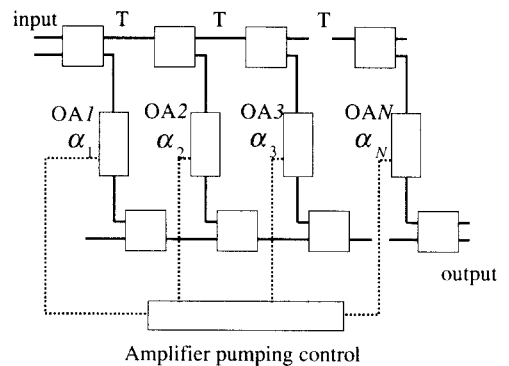 input T T T
OA1 OA2 OA3 OAN
α1 α2 α3 αN
output
Amplifier pumping control